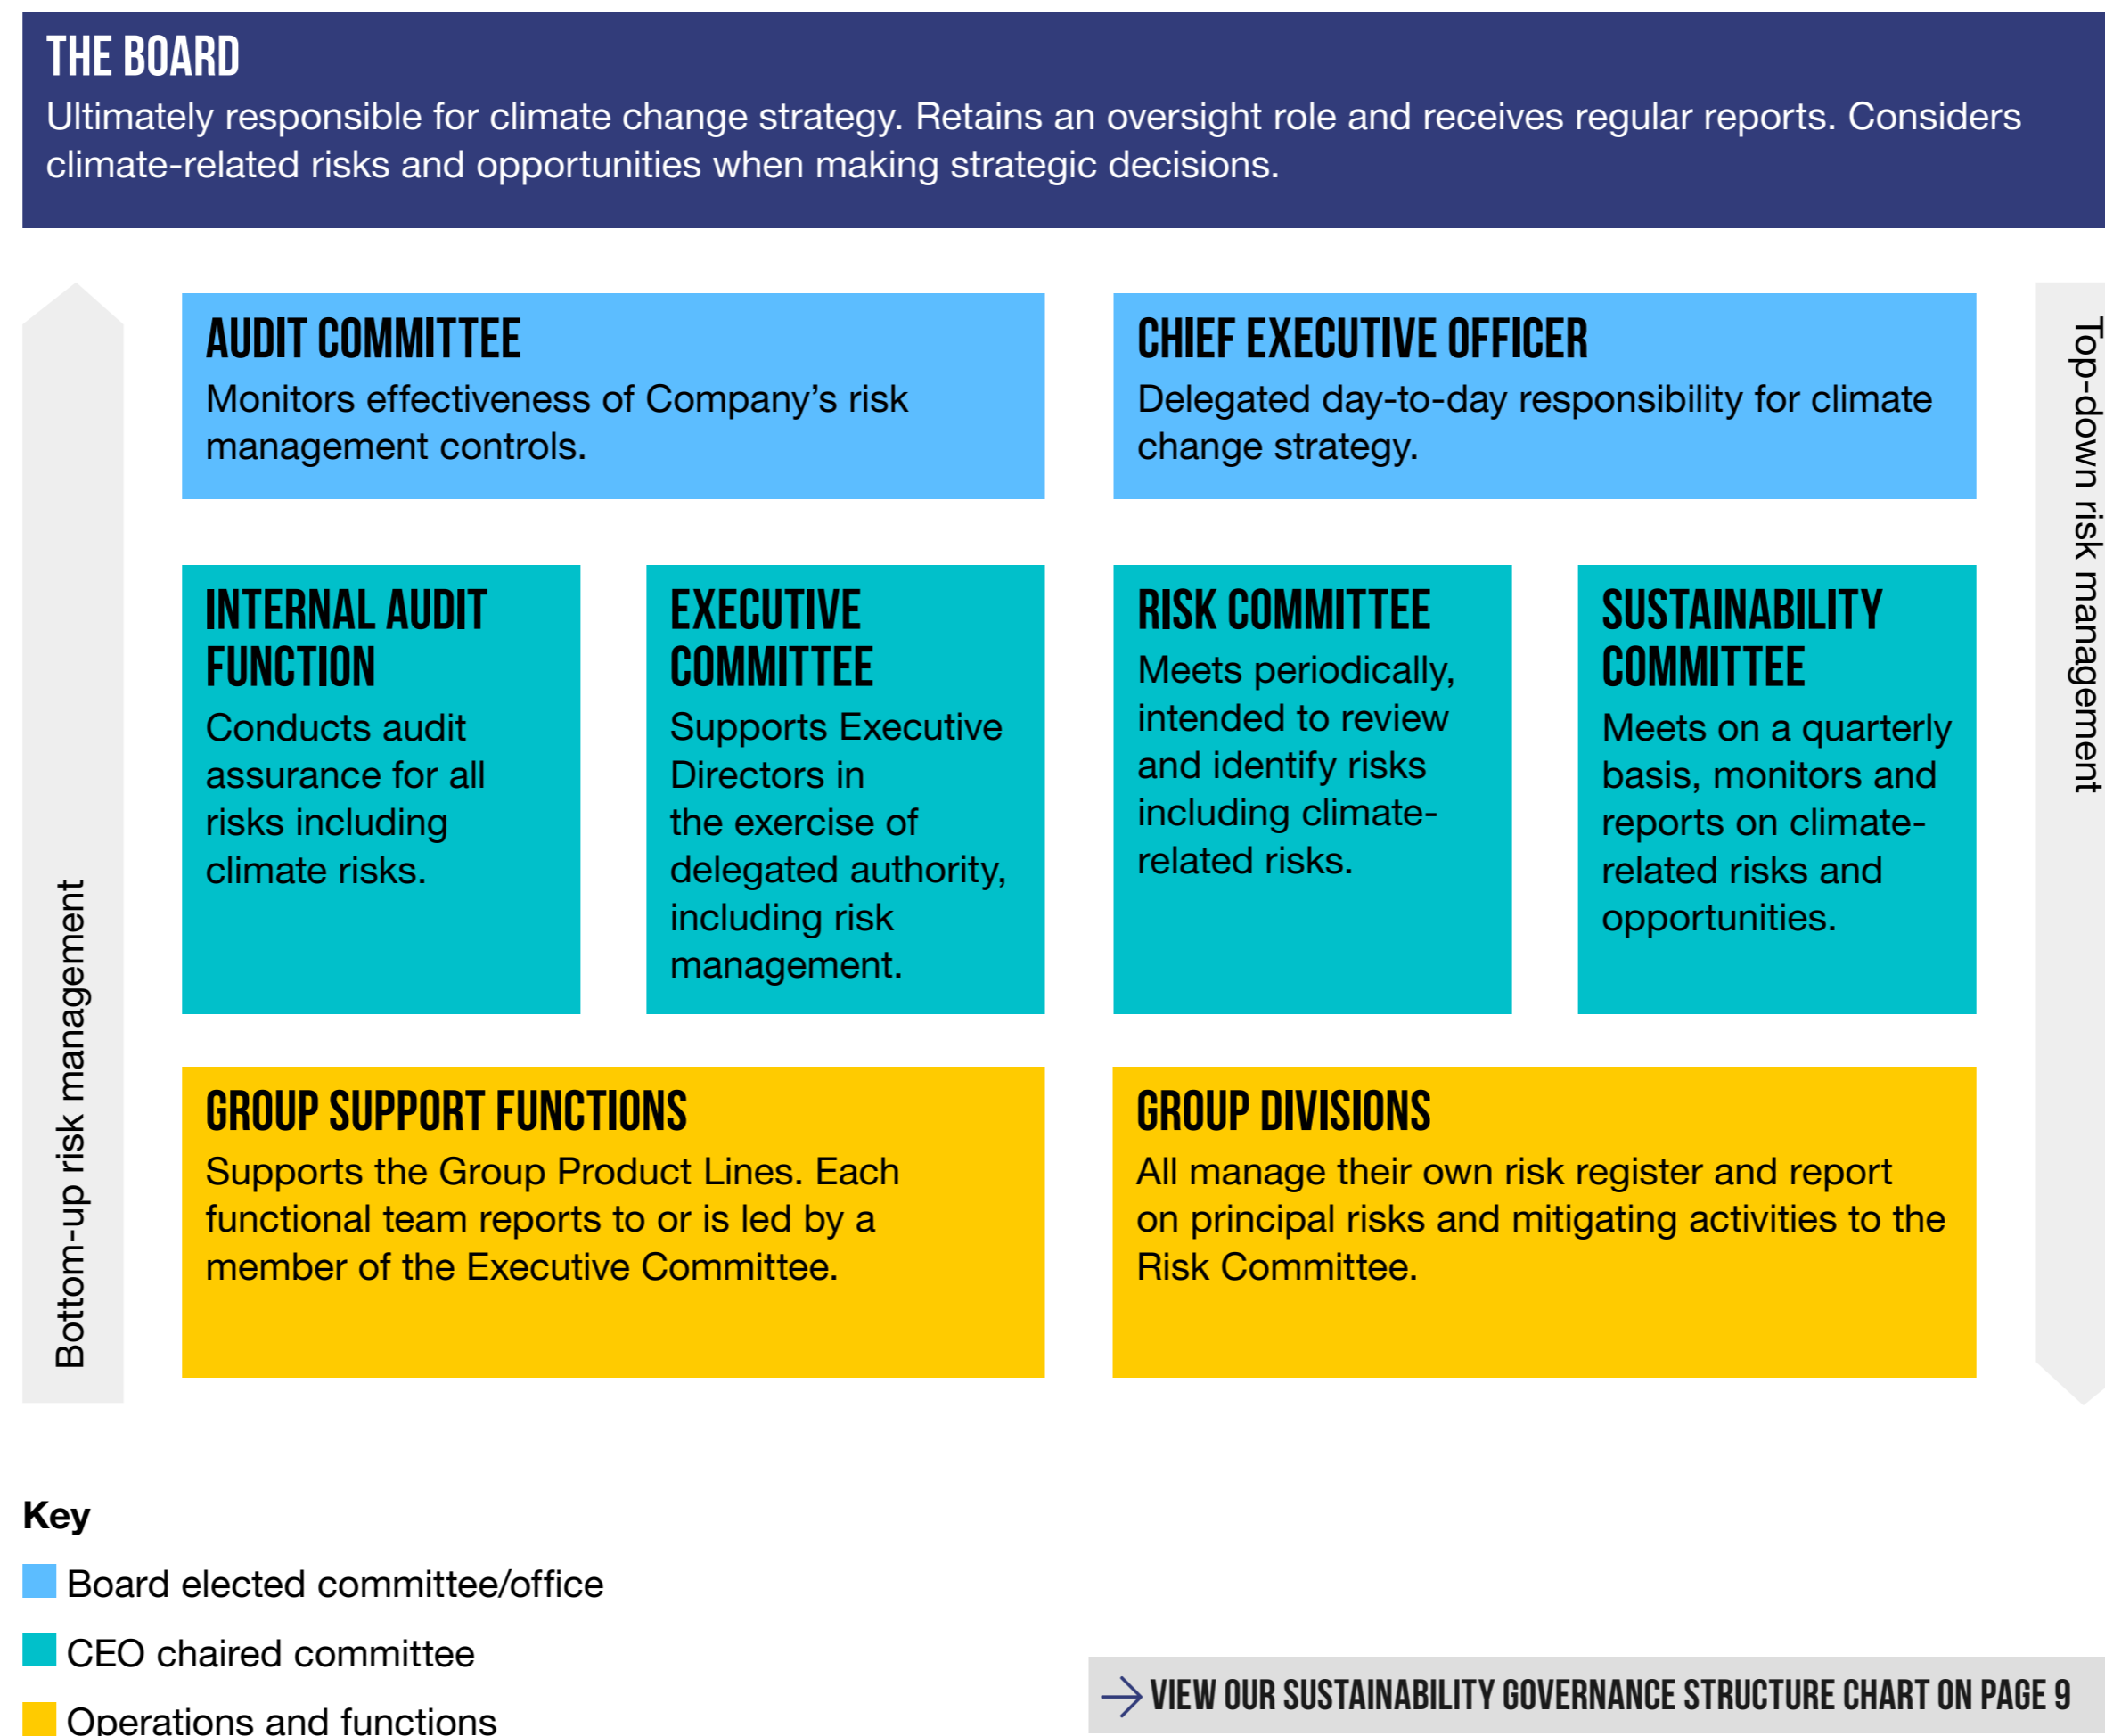 THE BOARD
Ultimately responsible for climate change strategy. Retains an oversight role and receives regular reports. Considers
climate-related risks and opportunities when making strategic decisions.
Bottom-up risk management
AUDIT COMMITTEE
Monitors effectiveness of Company’s risk
management controls.
CHIEF EXECUTIVE OFFICER
Delegated day-to-day responsibility for climate
change strategy.
Top-down risk management
INTERNAL AUDIT
FUNCTION
Conducts audit
assurance for all
risks including
climate risks.
EXECUTIVE
COMMITTEE
Supports Executive
Directors in
the exercise of
delegated authority,
including risk
management.
RISK COMMITTEE
Meets periodically,
intended to review
and identify risks
including climate-
related risks.
SUSTAINABILITY
COMMITTEE
Meets on a quarterly
basis, monitors and
reports on climate-
related risks and
opportunities.
GROUP SUPPORT FUNCTIONS
Supports the Group Product Lines. Each
functional team reports to or is led by a
member of the Executive Committee.
GROUP DIVISIONS
All manage their own risk register and report
on principal risks and mitigating activities to the
Risk Committee.
Key
Board elected committee/office
CEO chaired committee
Operations and functions
VIEW OUR SUSTAINABILITY GOVERNANCE STRUCTURE CHART ON PAGE 9